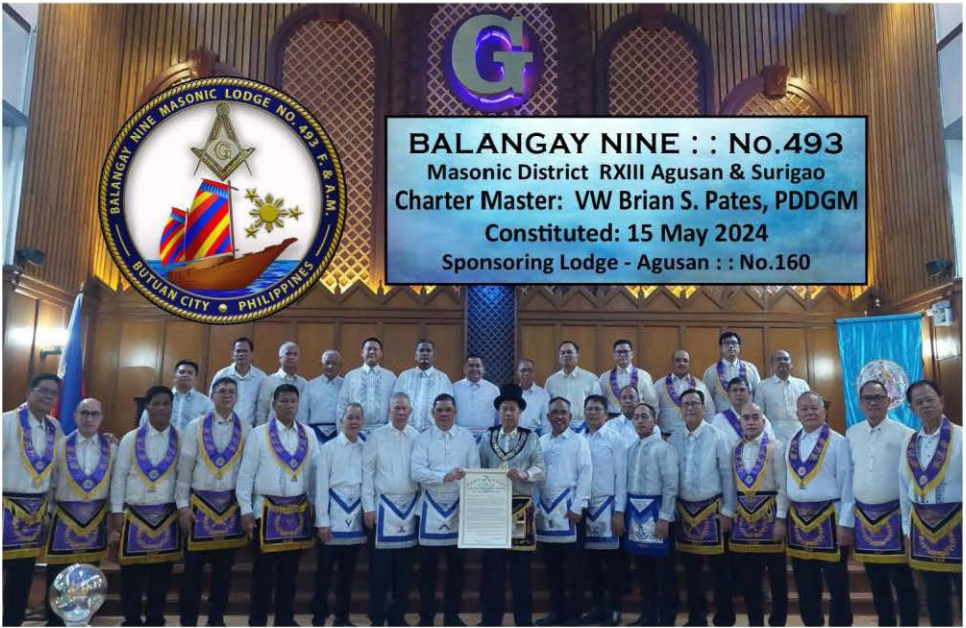 G
BALANGAY NINE MASONIC LODGE NO. 493 F. & A.M.
G
BUTUAN CITY • PHILIPPINES
BALANGAY NINE : : No.493
Masonic District RXIII Agusan & Surigao
Charter Master: VW Brian S. Pates, PDDGM
Constituted: 15 May 2024
Sponsoring Lodge - Agusan : : No.160